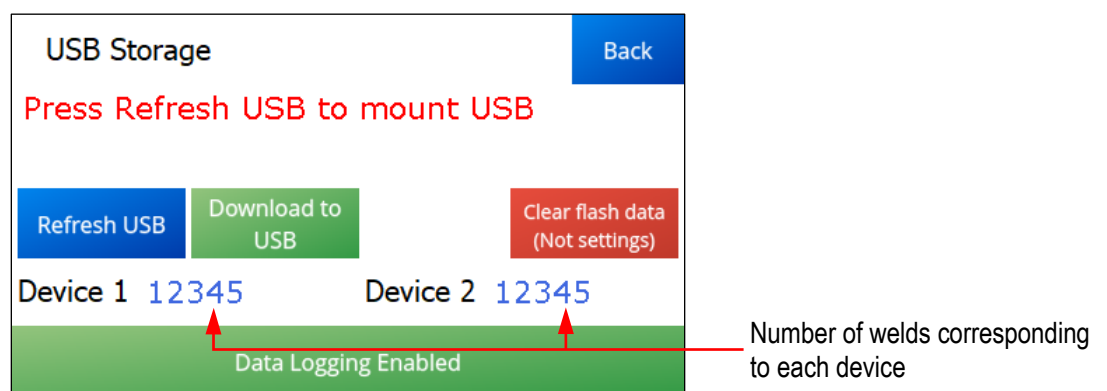 USB Storage
Back
Press Refresh USB to mount USB
Refresh USB
Download to
USB
Clear flash data
(Not settings)
Device 1 12345
Device 2 12345
Data Logging Enabled
Number of welds corresponding
to each device